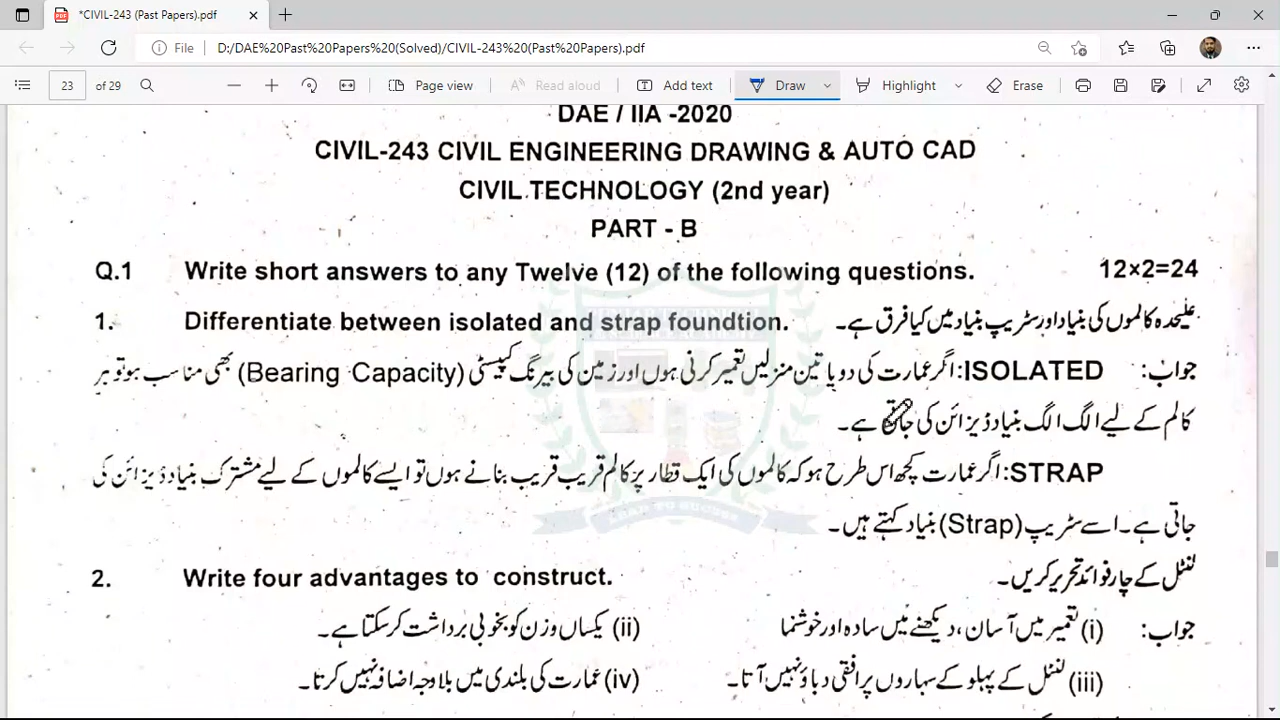 *CIVIL-243 (Past Papers).pdf
File D:/DAE%20Past%20Papers%20(Solved)/CIVIL-243%20(Past%20Papers).pdf
23 of 29 Page view Read aloud Add text Draw Highlight Erase
DAE / IIA -2020
CIVIL-243 CIVIL ENGINEERING DRAWING & AUTO CAD
CIVIL TECHNOLOGY (2nd year)
PART - B
Q.1 Write short answers to any Twelve (12) of the following questions. 12×2=24
1. Differentiate between isolated and strap foundtion. علیحدہ کالموں کی بنیاد اور سٹریپ بنیاد میں کیا فرق ہے۔
جواب: ISOLATED: اگر عمارت کی دو یا تین منزلیں تعمیر کرنی ہوں اور زمین کی بیرنگ کپیسٹی (Bearing Capacity) بھی مناسب ہو تو ہر
کالم کے لیے الگ الگ بنیاد ڈیزائن کی جاتی ہے۔
STRAP: اگر عمارت کچھ اس طرح ہو کہ کالموں کی ایک قطار پر کالم قریب قریب بنانے ہوں تو ایسے کالموں کے لیے مشترک بنیاد ڈیزائن کی
جاتی ہے۔ اسے سٹریپ (Strap) بنیاد کہتے ہیں۔
2. Write four advantages to construct. لنٹل کے چار فوائد تحریر کریں۔
جواب: (i) تعمیر میں آسان، دیکھنے میں سادہ اور خوشنما (ii) یکساں وزن کو بخوبی برداشت کر سکتا ہے۔
(iii) لنٹل کے پہلو کے سہاروں پر افقی دباؤ نہیں آتا۔ (iv) عمارت کی بلندی میں بلاوجہ اضافہ نہیں کرتا۔